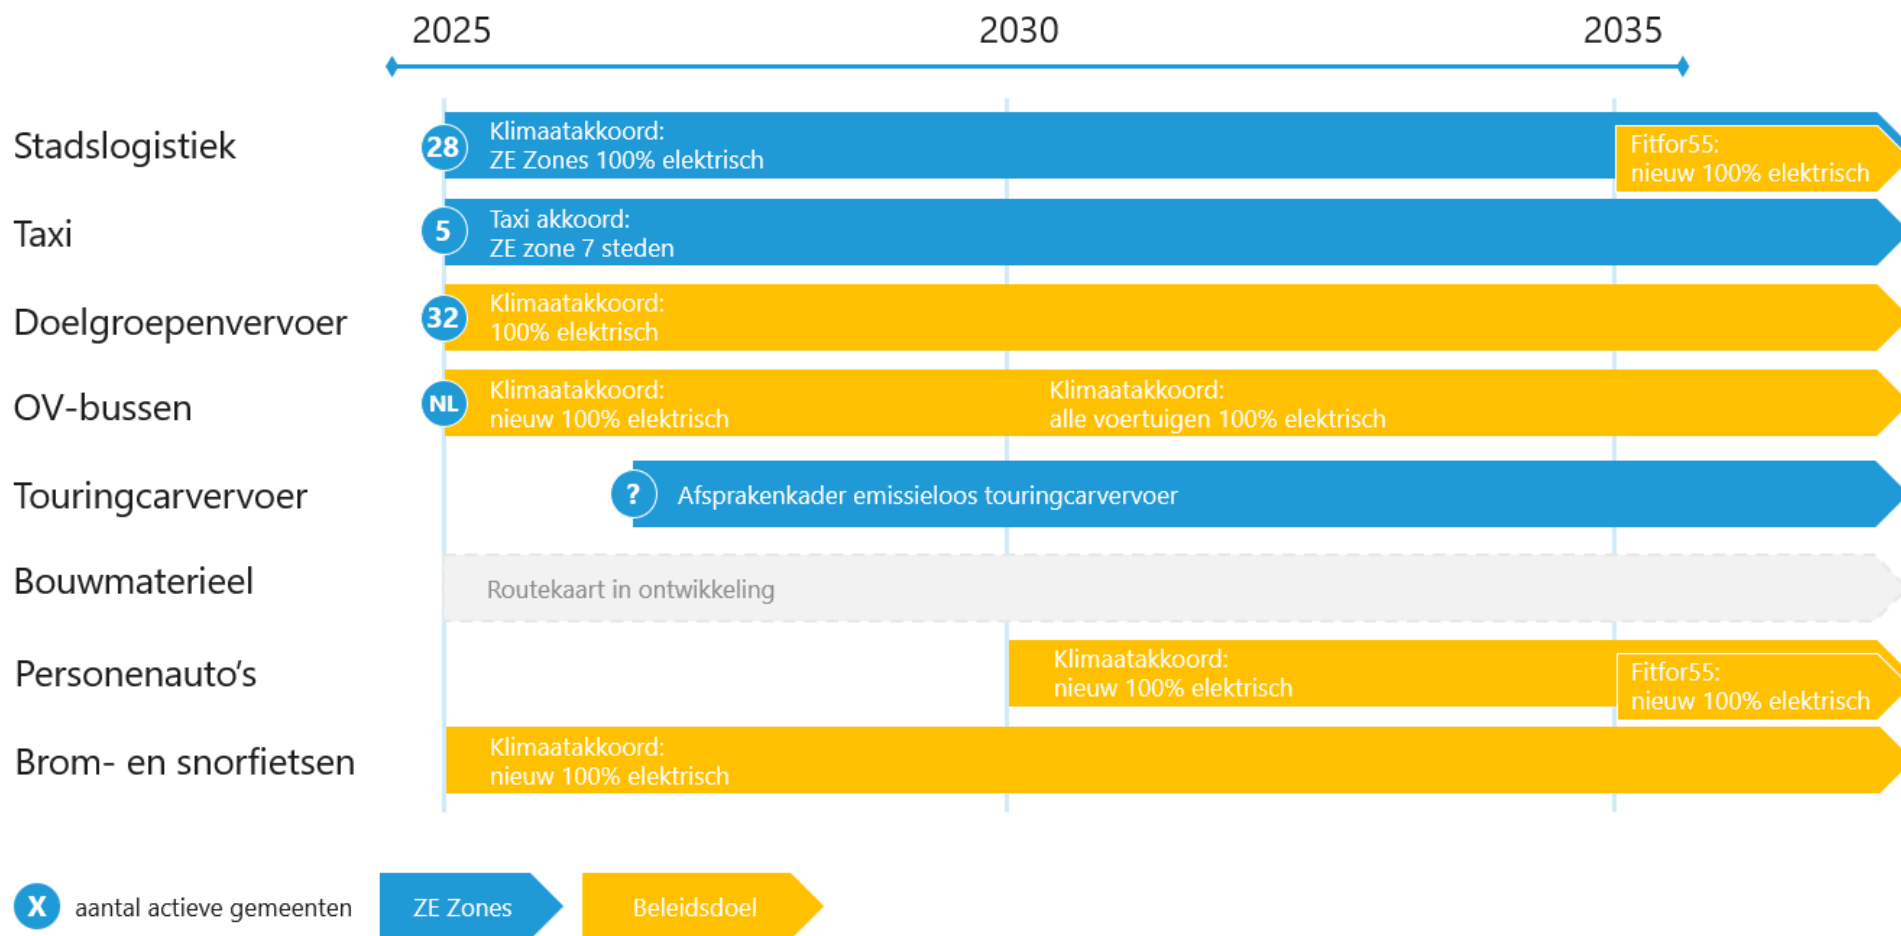 2025 2030 2035
Stadslogistiek
28
Klimaatakkoord:
ZE Zones 100% elektrisch
Fitfor55:
nieuw 100% elektrisch
Taxi
5
Taxi akkoord:
ZE zone 7 steden
Doelgroepenvervoer
32
Klimaatakkoord:
100% elektrisch
OV-bussen
NL
Klimaatakkoord:
nieuw 100% elektrisch
Klimaatakkoord:
alle voertuigen 100% elektrisch
Touringcarvervoer
?
Afsprakenkader emissieloos touringcarvervoer
Bouwmaterieel
Routekaart in ontwikkeling
Personenauto‘s
Klimaatakkoord:
nieuw 100% elektrisch
Fitfor55:
nieuw 100% elektrisch
Brom- en snorfietsen
Klimaatakkoord:
nieuw 100% elektrisch
X aantal actieve gemeenten
ZE Zones
Beleidsdoel